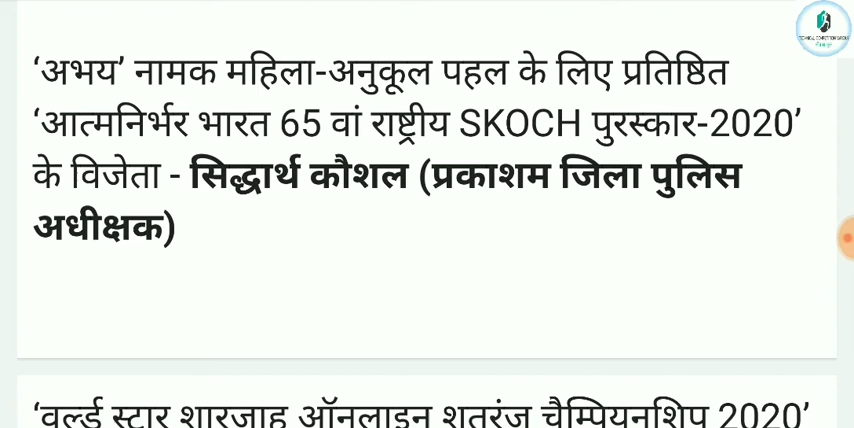 ‘अभय’ नामक महिला-अनुकूल पहल के लिए प्रतिष्ठित
‘आत्मनिर्भर भारत 65 वां राष्ट्रीय SKOCH पुरस्कार-2020’
के विजेता - सिद्धार्थ कौशल (प्रकाशम जिला पुलिस
अधीक्षक)
‘वर्ल्ड स्टार शारजाह ऑनलाइन शतरंज चैम्पियनशिप 2020’